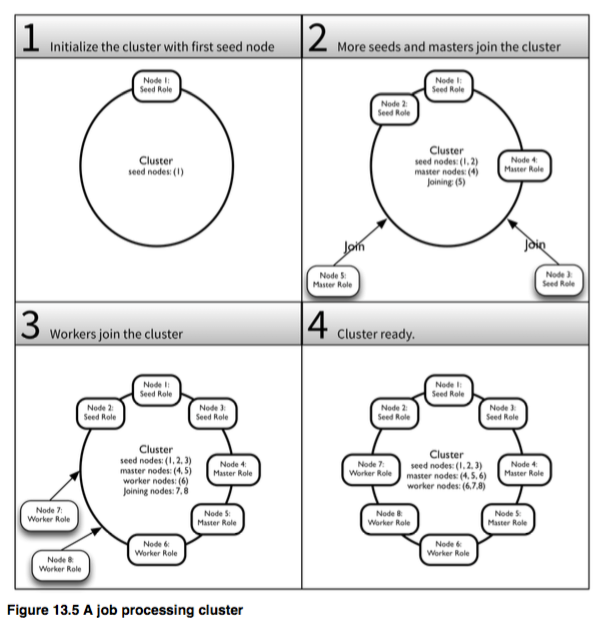 1 Initialize the cluster with first seed node
Node 1:
Seed Role
Cluster
seed nodes: (1)
2 More seeds and masters join the cluster
Node 1:
Seed Role
Node 2:
Seed Role
Cluster
seed nodes: (1, 2)
master nodes: (4)
Joining: (5)
Node 4:
Master Role
Join
Join
Node 5:
Master Role
Node 3:
Seed Role
3 Workers join the cluster
Node 1:
Seed Role
Node 2:
Seed Role
Node 3:
Seed Role
Cluster
seed nodes: (1, 2, 3)
master nodes: (4, 5)
worker nodes: (6)
Joining nodes: 7, 8
Node 4:
Master Role
Node 7:
Worker Role
Node 5:
Master Role
Node 6:
Worker Role
Node 8:
Worker Role
4 Cluster ready.
Node 1:
Seed Role
Node 2:
Seed Role
Node 3:
Seed Role
Node 7:
Worker Role
Cluster
seed nodes: (1, 2, 3)
master nodes: (4, 5, 6)
worker nodes: (6,7,8)
Node 4:
Master Role
Node 8:
Worker Role
Node 5:
Master Role
Node 6:
Worker Role
Figure 13.5 A job processing cluster